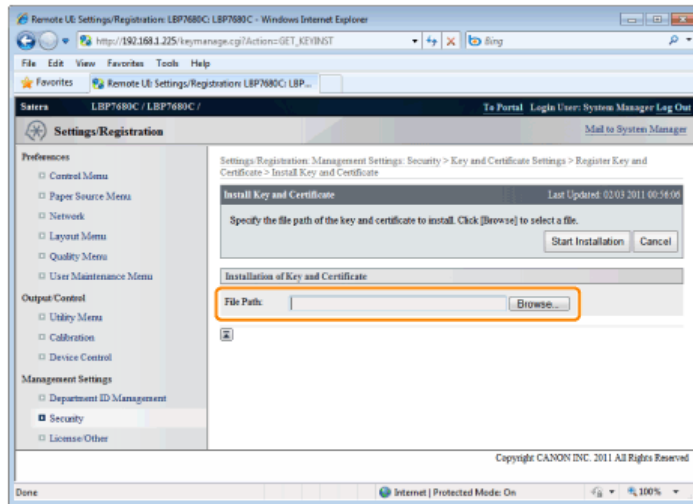 Remote UI: Settings/Registration: LBP7680C: LBP7680C - Windows Internet Explorer
http://192.168.1.225/keymanage.cgi?Action=GET_KEYINST
Bing
File Edit View Favorites Tools Help
Favorites Remote UI: Settings/Registration: LBP7680C: LBP...
Satera LBP7680C / LBP7680C / To Portal Login User: System Manager Log Out
Settings/Registration Mail to System Manager
Preferences
Control Menu
Paper Source Menu
Network
Layout Menu
Quality Menu
User Maintenance Menu
Output/Control
Utility Menu
Calibration
Device Control
Management Settings
Department ID Management
Security
License/Other
Settings/Registration: Management Settings: Security > Key and Certificate Settings > Register Key and
Certificate > Install Key and Certificate
Install Key and Certificate Last Updated: 02/03 2011 00:56:06
Specify the file path of the key and certificate to install. Click [Browse] to select a file.
Start Installation Cancel
Installation of Key and Certificate
File Path: Browse...
Copyright CANON INC. 2011 All Rights Reserved
Done Internet | Protected Mode: On 100%